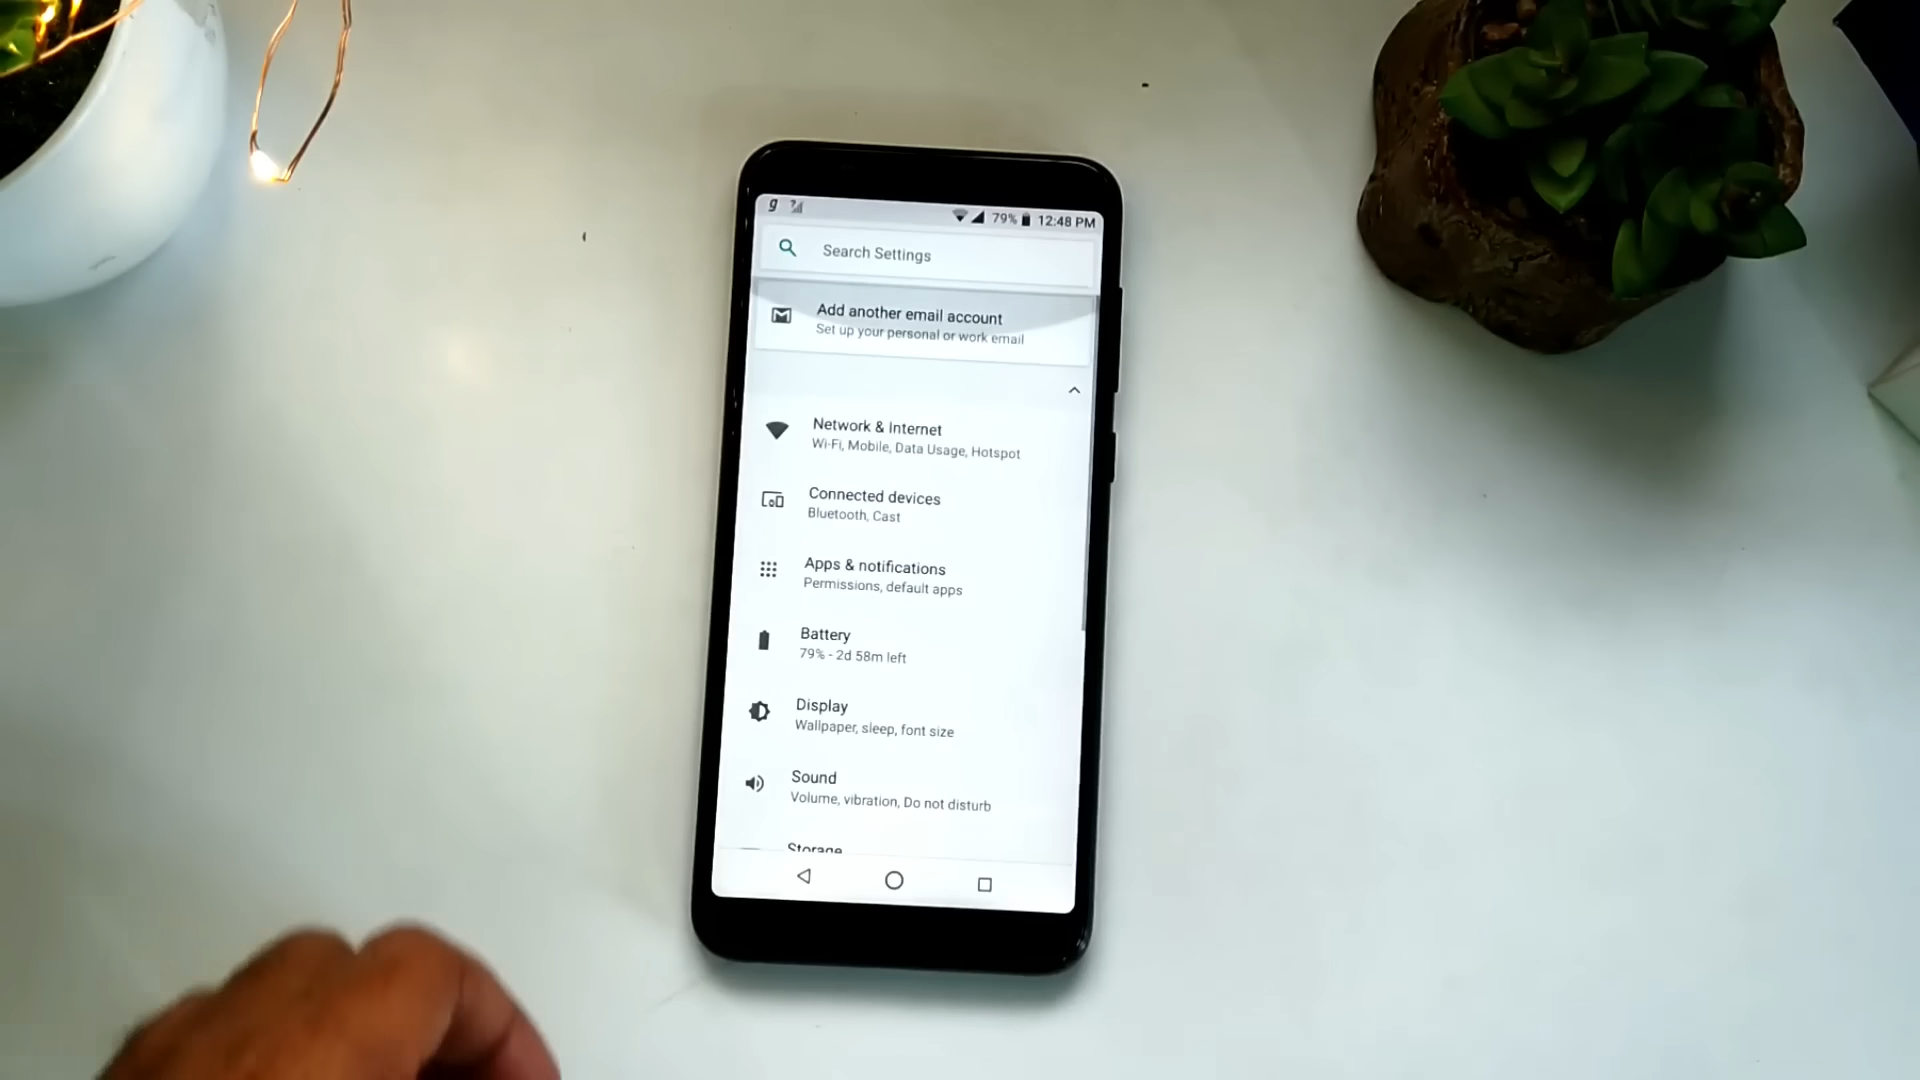 g ? 79% 12:48 PM
Search Settings
Add another email account
Set up your personal or work email
Network & Internet
Wi-Fi, Mobile, Data Usage, Hotspot
Connected devices
Bluetooth, Cast
Apps & notifications
Permissions, default apps
Battery
79% - 2d 58m left
Display
Wallpaper, sleep, font size
Sound
Volume, vibration, Do not disturb
Storage